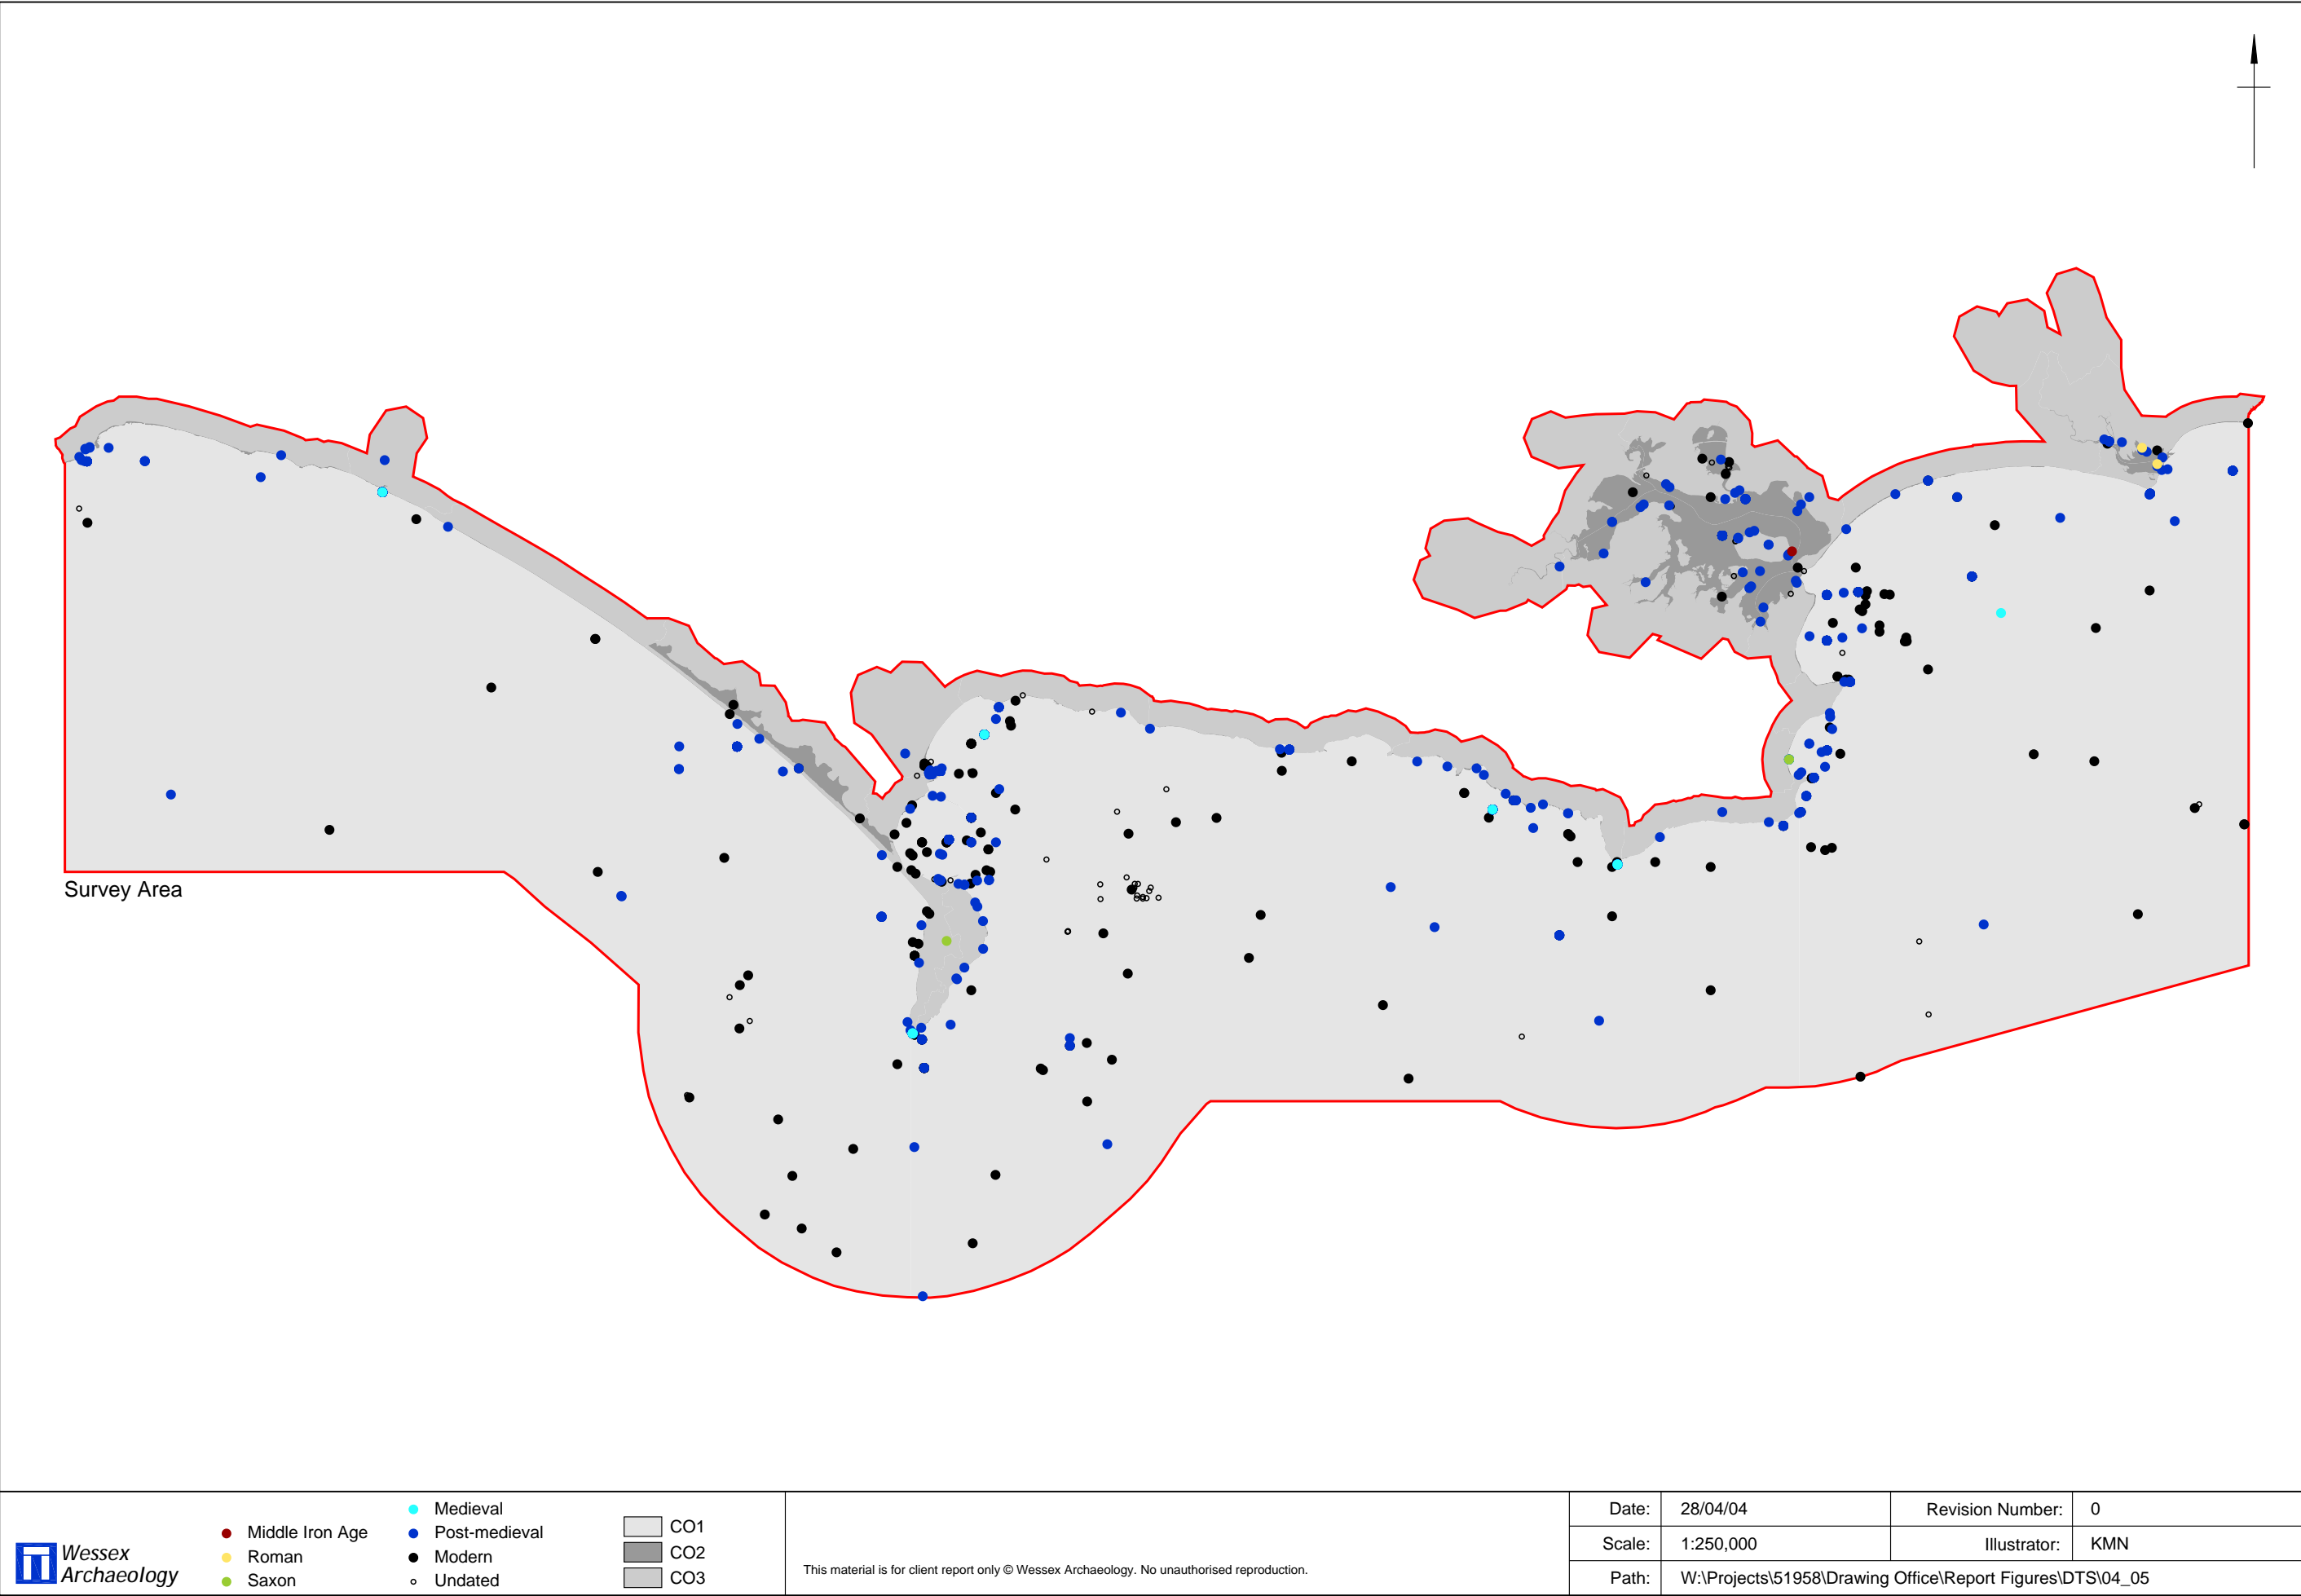 Survey Area
Wessex
Archaeology
Middle Iron Age
Roman
Saxon
Medieval
Post-medieval
Modern
Undated
CO1
CO2
CO3
This material is for client report only © Wessex Archaeology. No unauthorised reproduction.
Date: 28/04/04 Revision Number: 0
Scale: 1:250,000 Illustrator: KMN
Path: W:\Projects\51958\Drawing Office\Report Figures\DTS\04_05